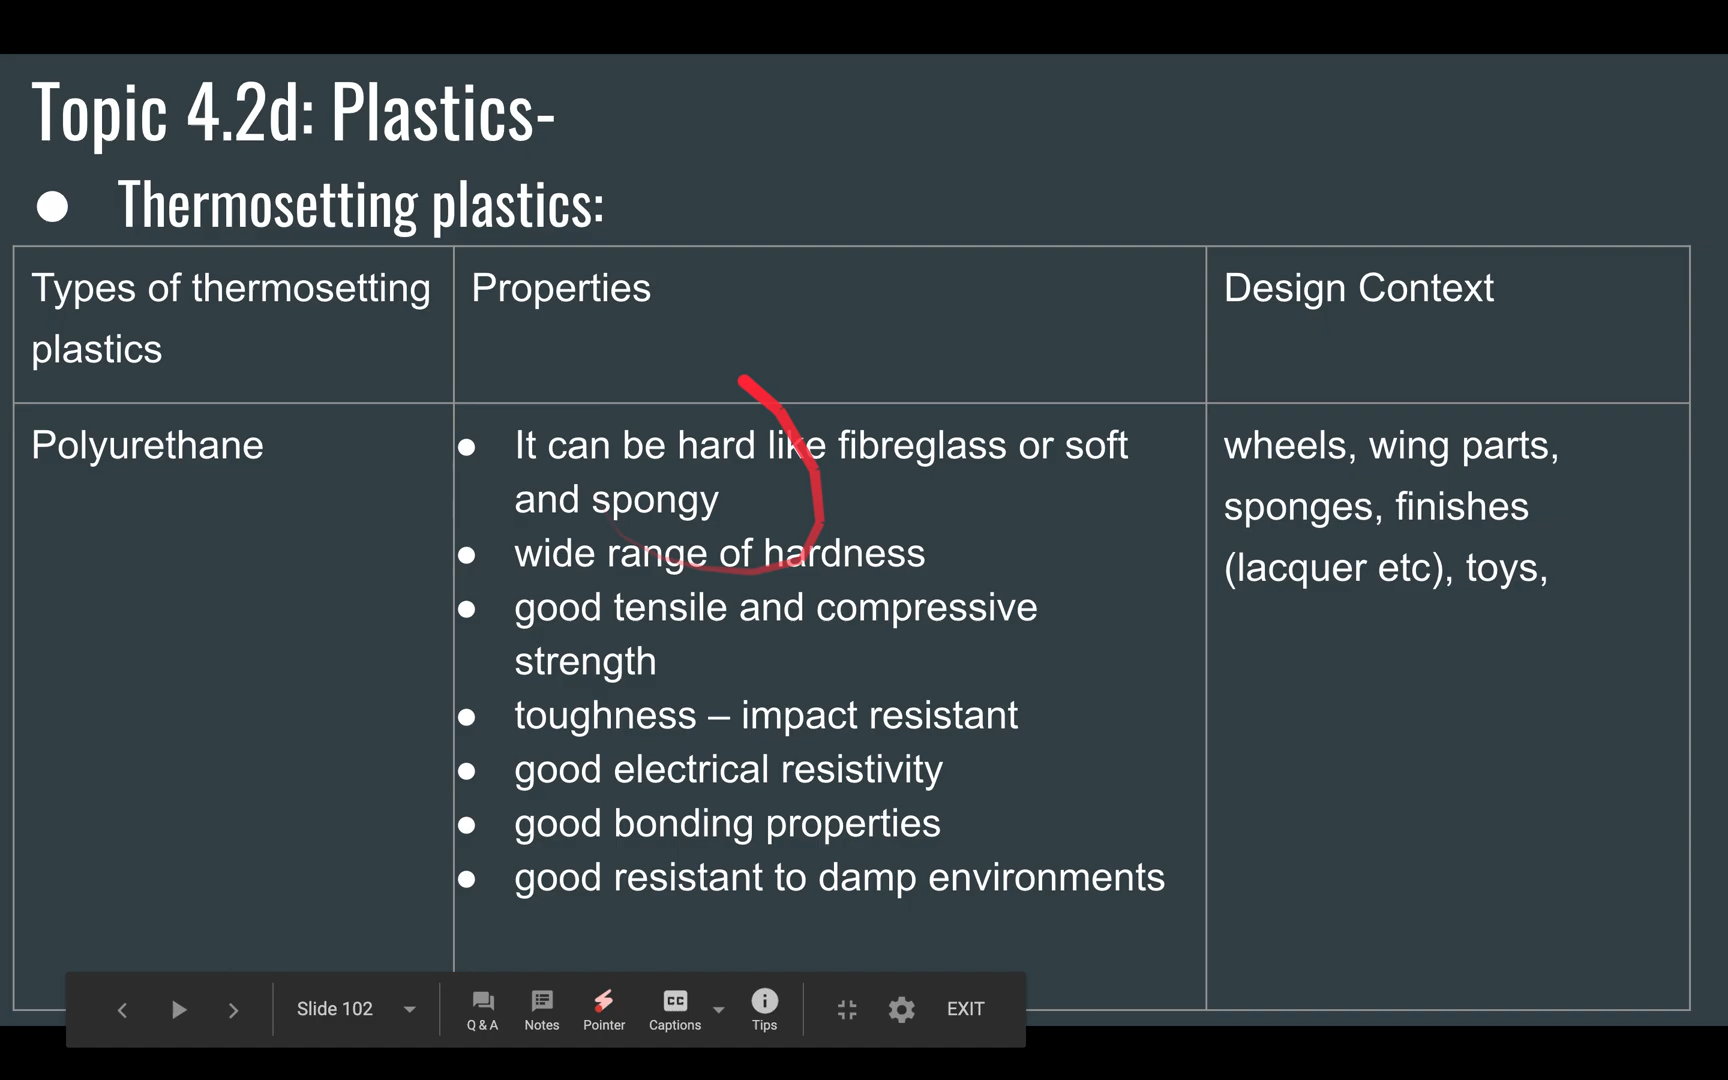 Topic 4.2d: Plastics-
● Thermosetting plastics:
Types of thermosetting
plastics
Properties
Design Context
Polyurethane
● It can be hard like fibreglass or soft
and spongy
● wide range of hardness
● good tensile and compressive
strength
● toughness – impact resistant
● good electrical resistivity
● good bonding properties
● good resistant to damp environments
wheels, wing parts,
sponges, finishes
(lacquer etc), toys,
Slide 102
Q & A
Notes
Pointer
CC
Captions
Tips
EXIT